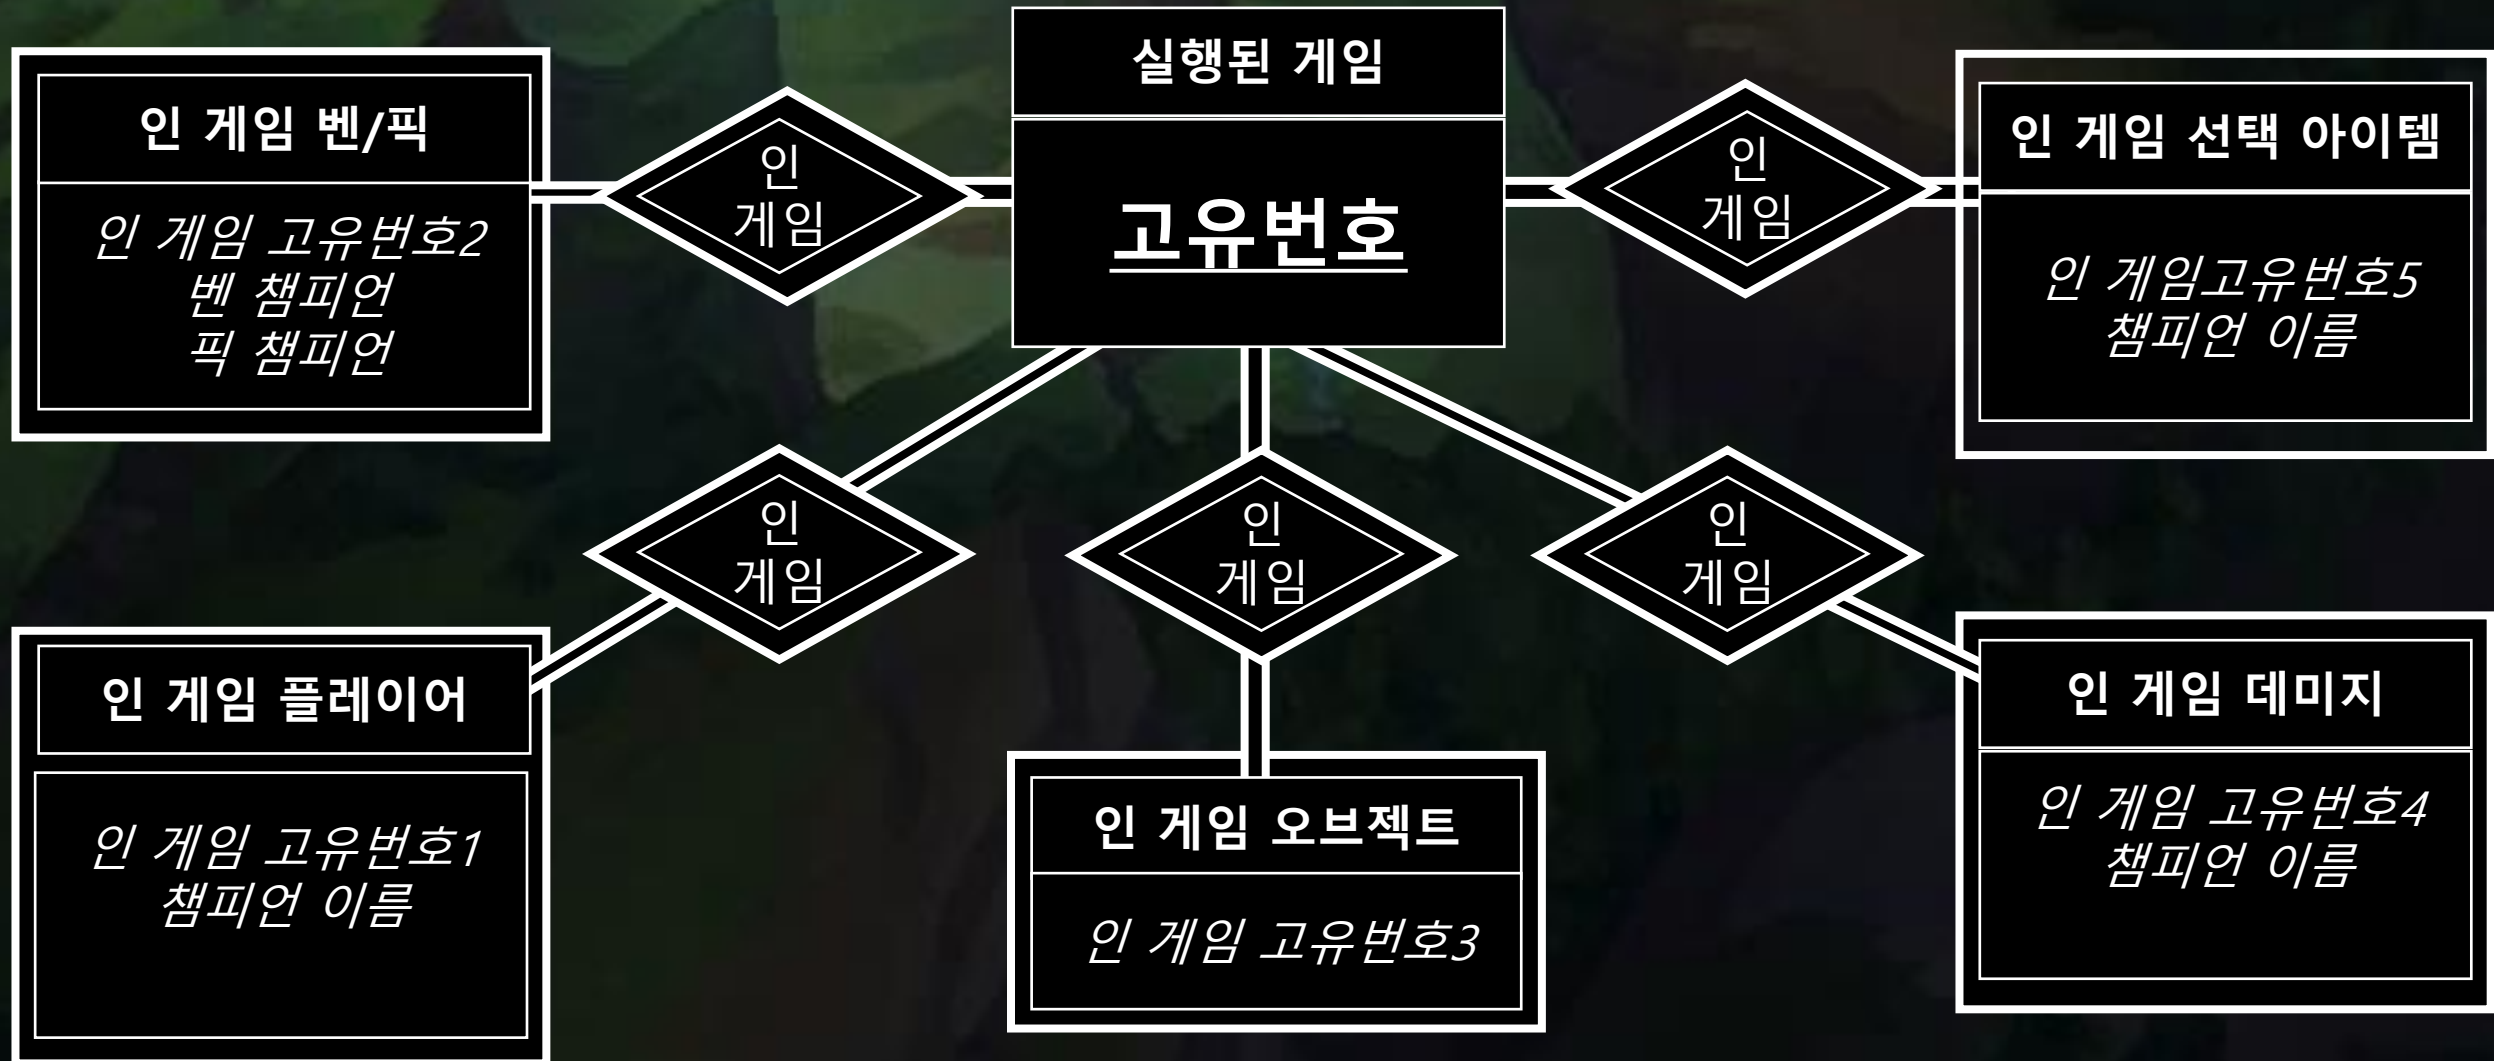 실행된 게임
고유번호
인 게임 벤/픽
인 게임 고유번호2
벤 챔피언
픽 챔피언
인
게임
인
게임
인 게임 선택 아이템
인 게임고유번호5
챔피언 이름
인
게임
인
게임
인
게임
인 게임 플레이어
인 게임 고유번호1
챔피언 이름
인 게임 오브젝트
인 게임 고유번호3
인 게임 데미지
인 게임 고유번호4
챔피언 이름